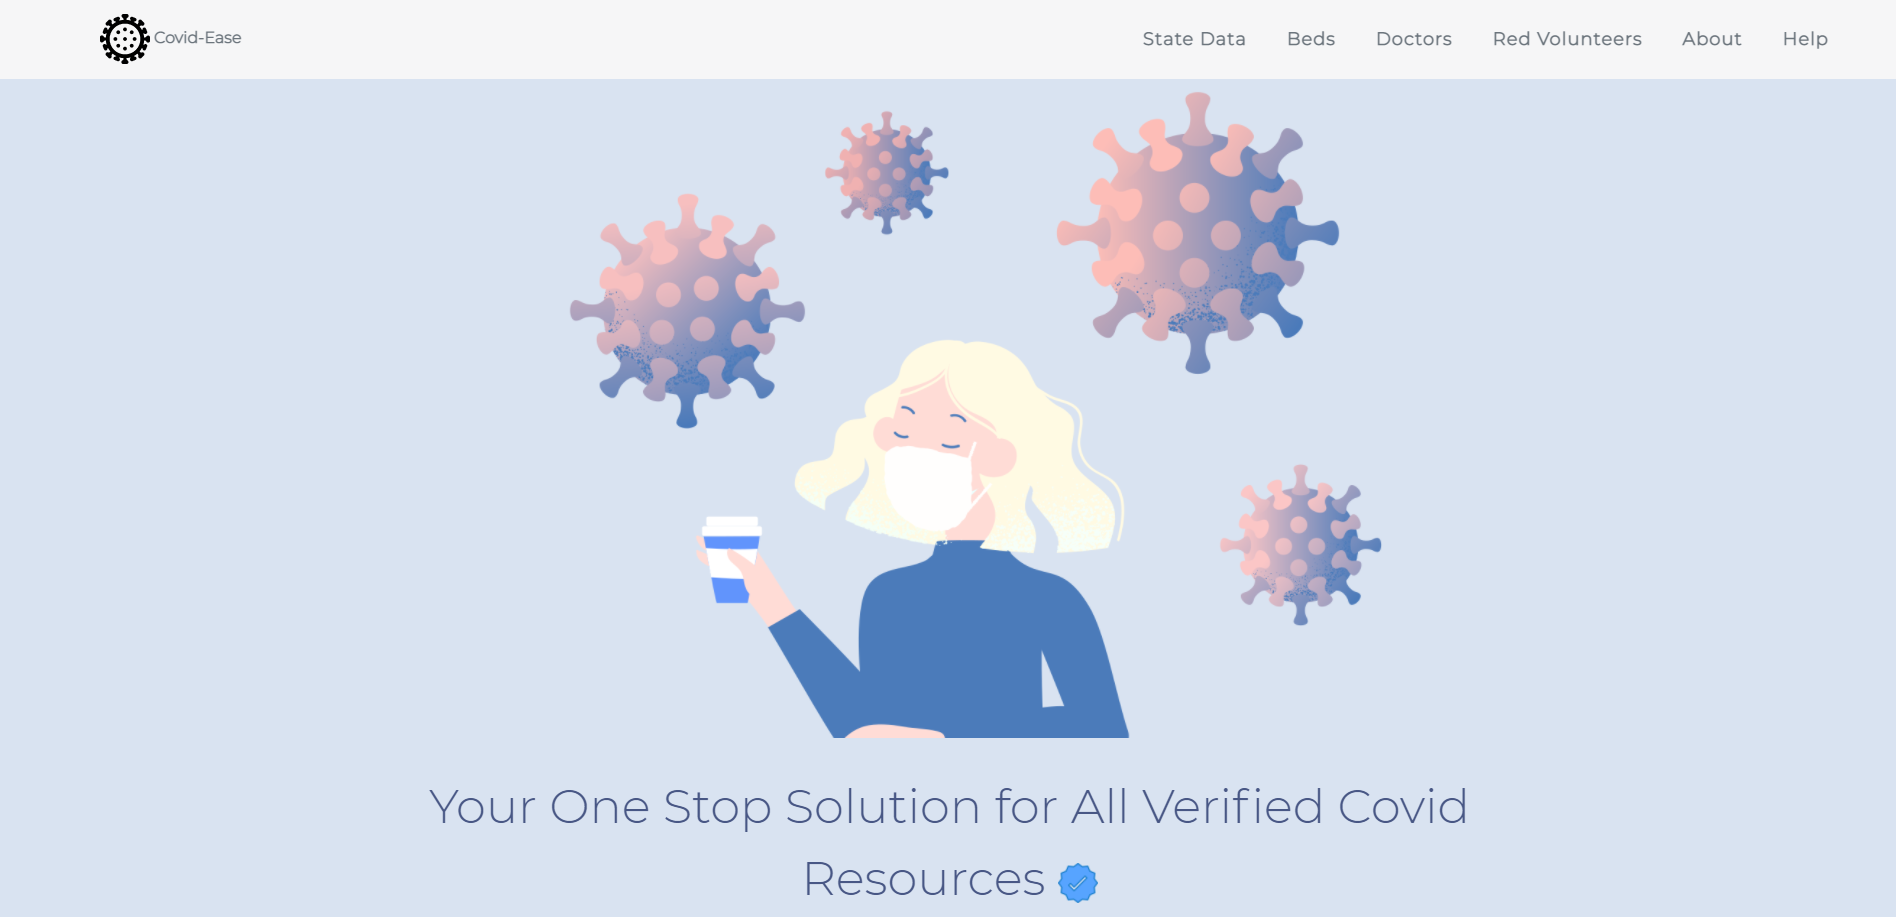 Covid-Ease State Data Beds Doctors Red Volunteers About Help
Your One Stop Solution for All Verified Covid
Resources